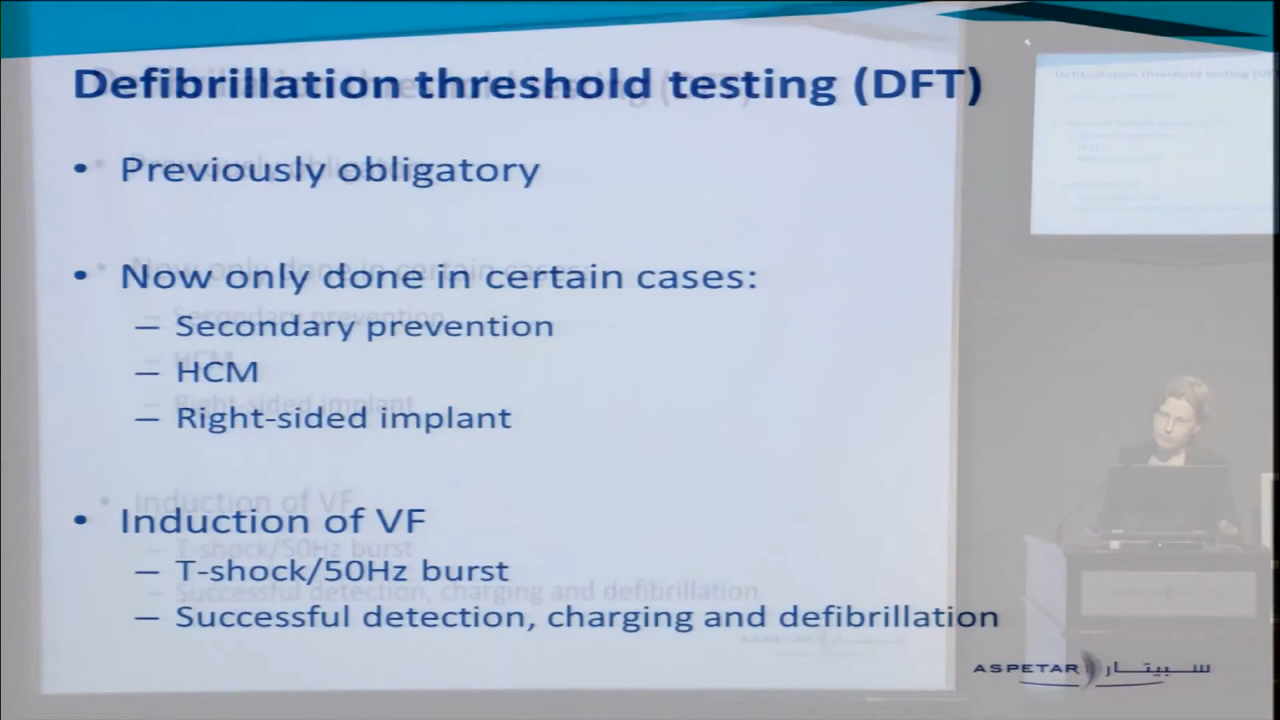 Defibrillation threshold testing (DFT)
• Previously obligatory
• Now only done in certain cases:
– Secondary prevention
– HCM
– Right-sided implant
• Induction of VF
– T-shock/50Hz burst
– Successful detection, charging and defibrillation
ASPETAR سبيتار